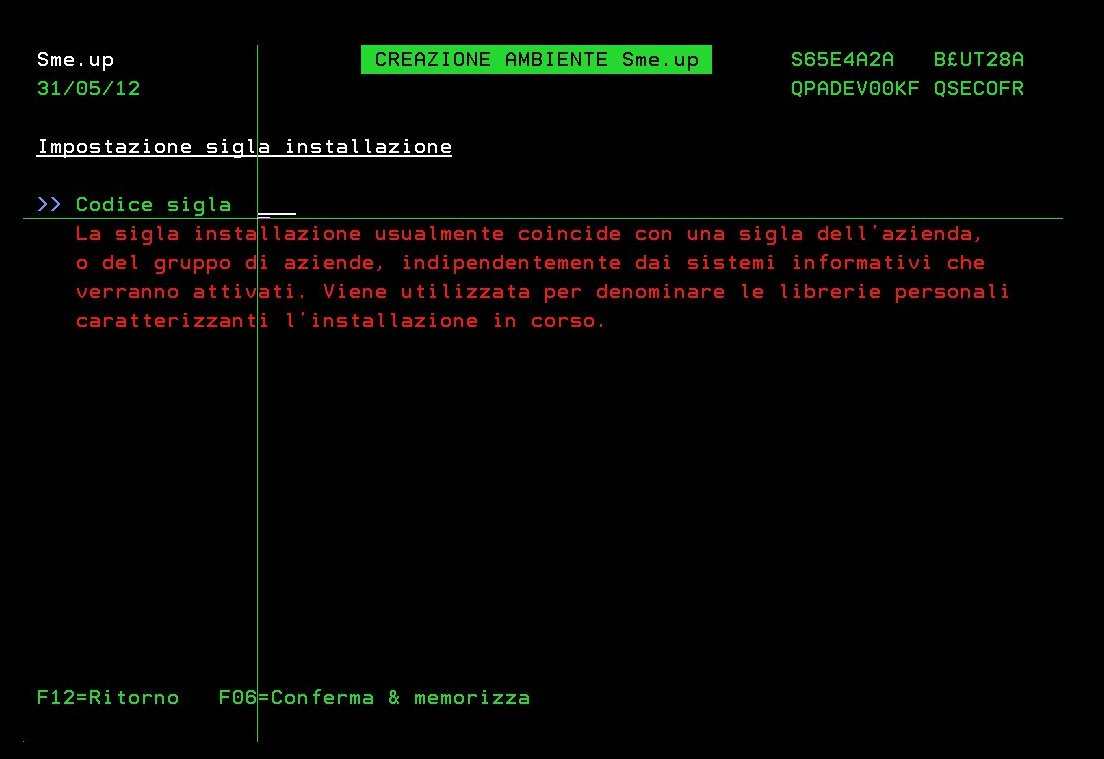 Sme.up CREAZIONE AMBIENTE Sme.up S65E4A2A B£UT28A
31/05/12 QPADEV00KF QSECOFR
Impostazione sigla installazione
>> Codice sigla ___
La sigla installazione usualmente coincide con una sigla dell'azienda,
o del gruppo di aziende, indipendentemente dai sistemi informativi che
verranno attivati. Viene utilizzata per denominare le librerie personali
caratterizzanti l'installazione in corso.
F12=Ritorno F06=Conferma & memorizza